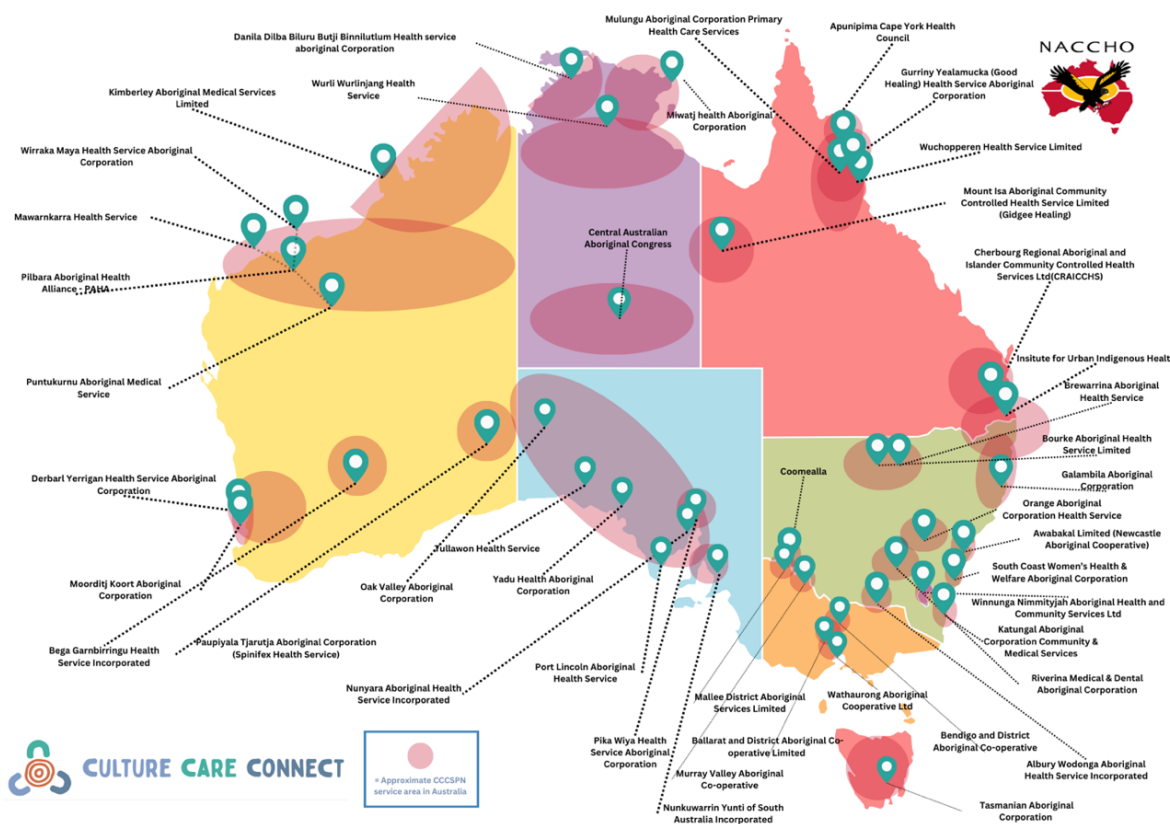 Mulungu Aboriginal Corporation Primary
Health Care Services
Apunipima Cape York Health
Council
NACCHO
Danila Dilba Biluru Butji Binnilutlum Health service
aboriginal Corporation
Gurriny Yealamucka (Good
Healing) Health Service Aboriginal
Corporation
Wurli Wurlinjang Health
Service
Kimberley Aboriginal Medical Services
Limited
Miwatj health Aboriginal
Corporation
Wirraka Maya Health Service Aboriginal
Corporation
Wuchopperen Health Service Limited
Mount Isa Aboriginal Community
Controlled Health Service Limited
(Gidgee Healing)
Mawarnkarra Health Service
Central Australian
Aboriginal Congress
Cherbourg Regional Aboriginal and
Islander Community Controlled Health
Services Ltd(CRAICCHS)
Pilbara Aboriginal Health
Alliance - PAHA
Insitute for Urban Indigenous Healt
Puntukurnu Aboriginal Medical
Service
Brewarrina Aboriginal
Health Service
Bourke Aboriginal Health
Service Limited
Coomealla
Derbarl Yerrigan Health Service Aboriginal
Corporation
Galambila Aboriginal
Corporation
Orange Aboriginal
Corporation Health Service
Awabakal Limited (Newcastle
Aboriginal Cooperative)
Jullawon Health Service
South Coast Women's Health &
Welfare Aboriginal Corporation
Moorditj Koort Aboriginal
Corporation
Oak Valley Aboriginal
Corporation
Yadu Health Aboriginal
Corporation
Winnunga Nimmityjah Aboriginal Health and
Community Services Ltd
Katungal Aboriginal
Corporation Community &
Medical Services
Bega Garnbirringu Health
Service Incorporated
Paupiyala Tjarutja Aboriginal Corporation
(Spinifex Health Service)
Riverina Medical & Dental
Aboriginal Corporation
Nunyara Aboriginal Health
Service Incorporated
Port Lincoln Aboriginal
Health Service
Mallee District Aboriginal
Services Limited
Wathaurong Aboriginal
Cooperative Ltd
Pika Wiya Health
Service Aboriginal
Corporation
Ballarat and District Aboriginal Co-
operative Limited
Bendigo and District
Aboriginal Co-operative
Albury Wodonga Aboriginal
Health Service Incorporated
Murray Valley Aboriginal
Co-operative
Nunkuwarrin Yunti of South
Australia Incorporated
Tasmanian Aboriginal
Corporation
CULTURE CARE CONNECT
= Approximate CCCSPN
service area in Australia